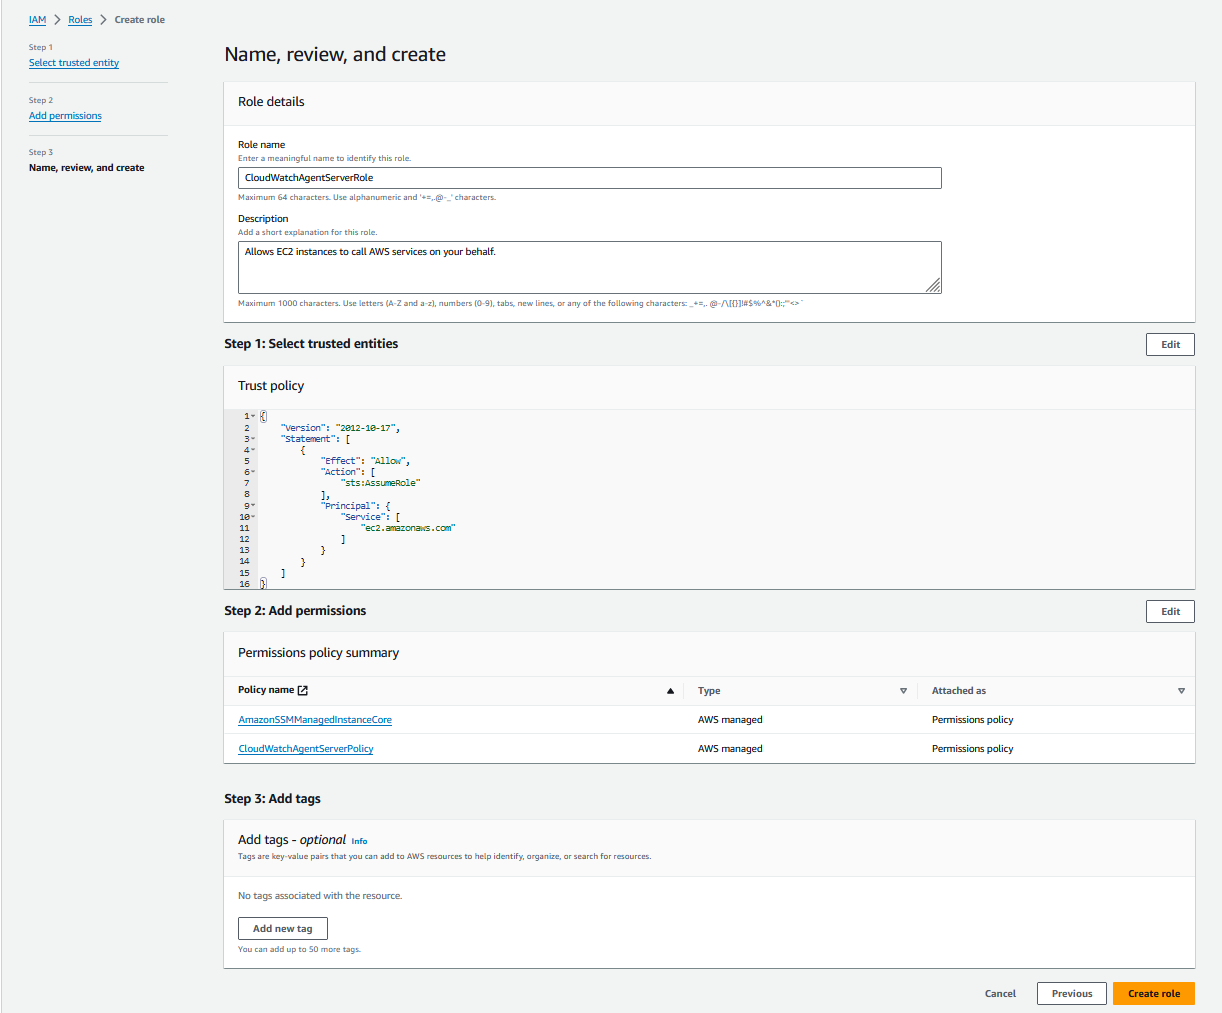 IAM > Roles > Create role
Step 1
Select trusted entity
Step 2
Add permissions
Step 3
Name, review, and create
Name, review, and create
Role details
Role name
Enter a meaningful name to identify this role.
CloudWatchAgentServerRole
Maximum 64 characters. Use alphanumeric and '+=,.@-_' characters.
Description
Add a short explanation for this role.
Allows EC2 instances to call AWS services on your behalf.
Maximum 1000 characters. Use letters (A-Z and a-z), numbers (0-9), tabs, new lines, or any of the following characters: _+=,. @-/\[{}]!#$%^&*();:"'<>`
Step 1: Select trusted entities
Edit
Trust policy
1 {
2 "Version": "2012-10-17",
3 "Statement": [
4 {
5 "Effect": "Allow",
6 "Action": [
7 "sts:AssumeRole"
8 ],
9 "Principal": {
10 "Service": [
11 "ec2.amazonaws.com"
12 ]
13 }
14 }
15 ]
16 }
Step 2: Add permissions
Edit
Permissions policy summary
Policy name Type Attached as
AmazonSSMManagedInstanceCore AWS managed Permissions policy
CloudWatchAgentServerPolicy AWS managed Permissions policy
Step 3: Add tags
Add tags - optional Info
Tags are key-value pairs that you can add to AWS resources to help identify, organize, or search for resources.
No tags associated with the resource.
Add new tag
You can add up to 50 more tags.
Cancel Previous Create role